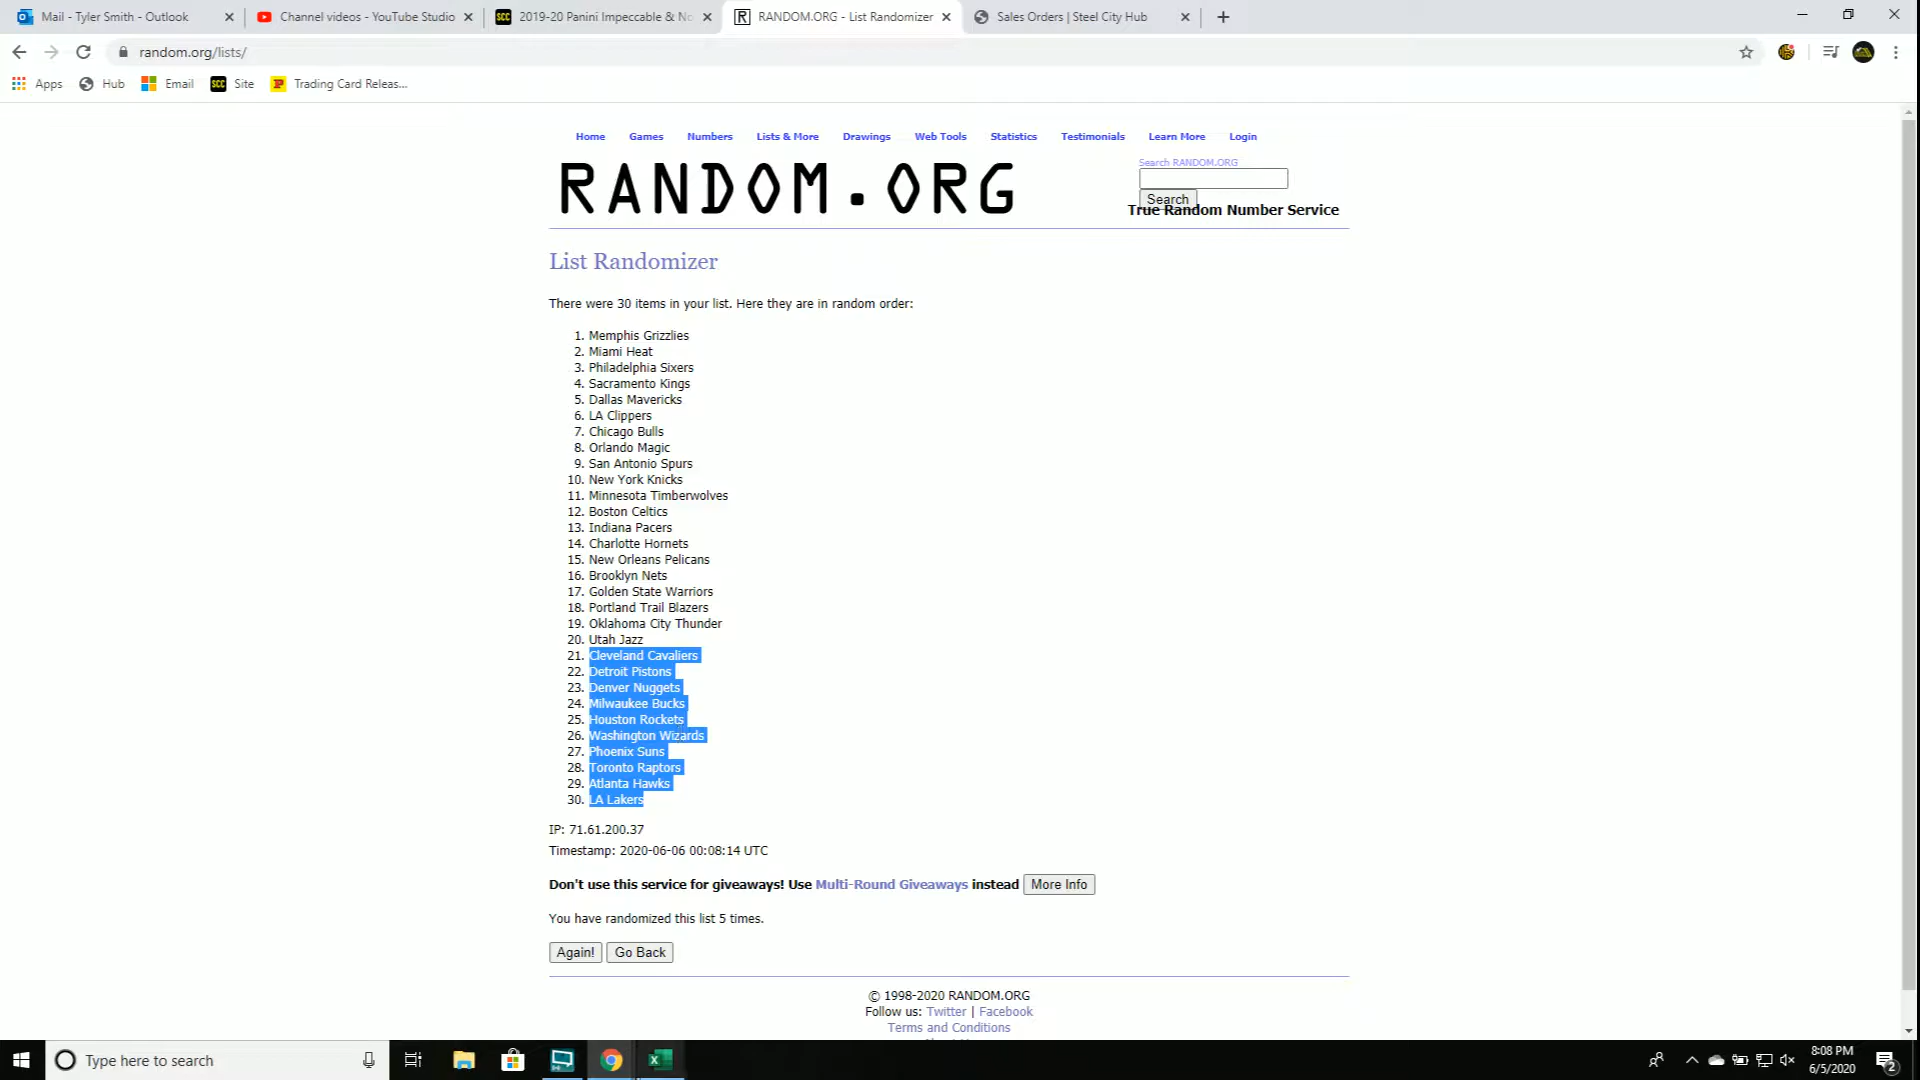 Mail - Tyler Smith - Outlook
Channel videos - YouTube Studio
SCC 2019-20 Panini Impeccable & No
RANDOM.ORG - List Randomizer
Sales Orders | Steel City Hub
random.org/lists/
Apps Hub Email SCC Site Trading Card Releas...
Home Games Numbers Lists & More Drawings Web Tools Statistics Testimonials Learn More Login
RANDOM.ORG
Search RANDOM.ORG
Search
True Random Number Service
List Randomizer
There were 30 items in your list. Here they are in random order:
1. Memphis Grizzlies
2. Miami Heat
3. Philadelphia Sixers
4. Sacramento Kings
5. Dallas Mavericks
6. LA Clippers
7. Chicago Bulls
8. Orlando Magic
9. San Antonio Spurs
10. New York Knicks
11. Minnesota Timberwolves
12. Boston Celtics
13. Indiana Pacers
14. Charlotte Hornets
15. New Orleans Pelicans
16. Brooklyn Nets
17. Golden State Warriors
18. Portland Trail Blazers
19. Oklahoma City Thunder
20. Utah Jazz
21. Cleveland Cavaliers
22. Detroit Pistons
23. Denver Nuggets
24. Milwaukee Bucks
25. Houston Rockets
26. Washington Wizards
27. Phoenix Suns
28. Toronto Raptors
29. Atlanta Hawks
30. LA Lakers
IP: 71.61.200.37
Timestamp: 2020-06-06 00:08:14 UTC
Don't use this service for giveaways! Use Multi-Round Giveaways instead More Info
You have randomized this list 5 times.
Again! Go Back
© 1998-2020 RANDOM.ORG
Follow us: Twitter | Facebook
Terms and Conditions
Type here to search
8:08 PM
6/5/2020
2